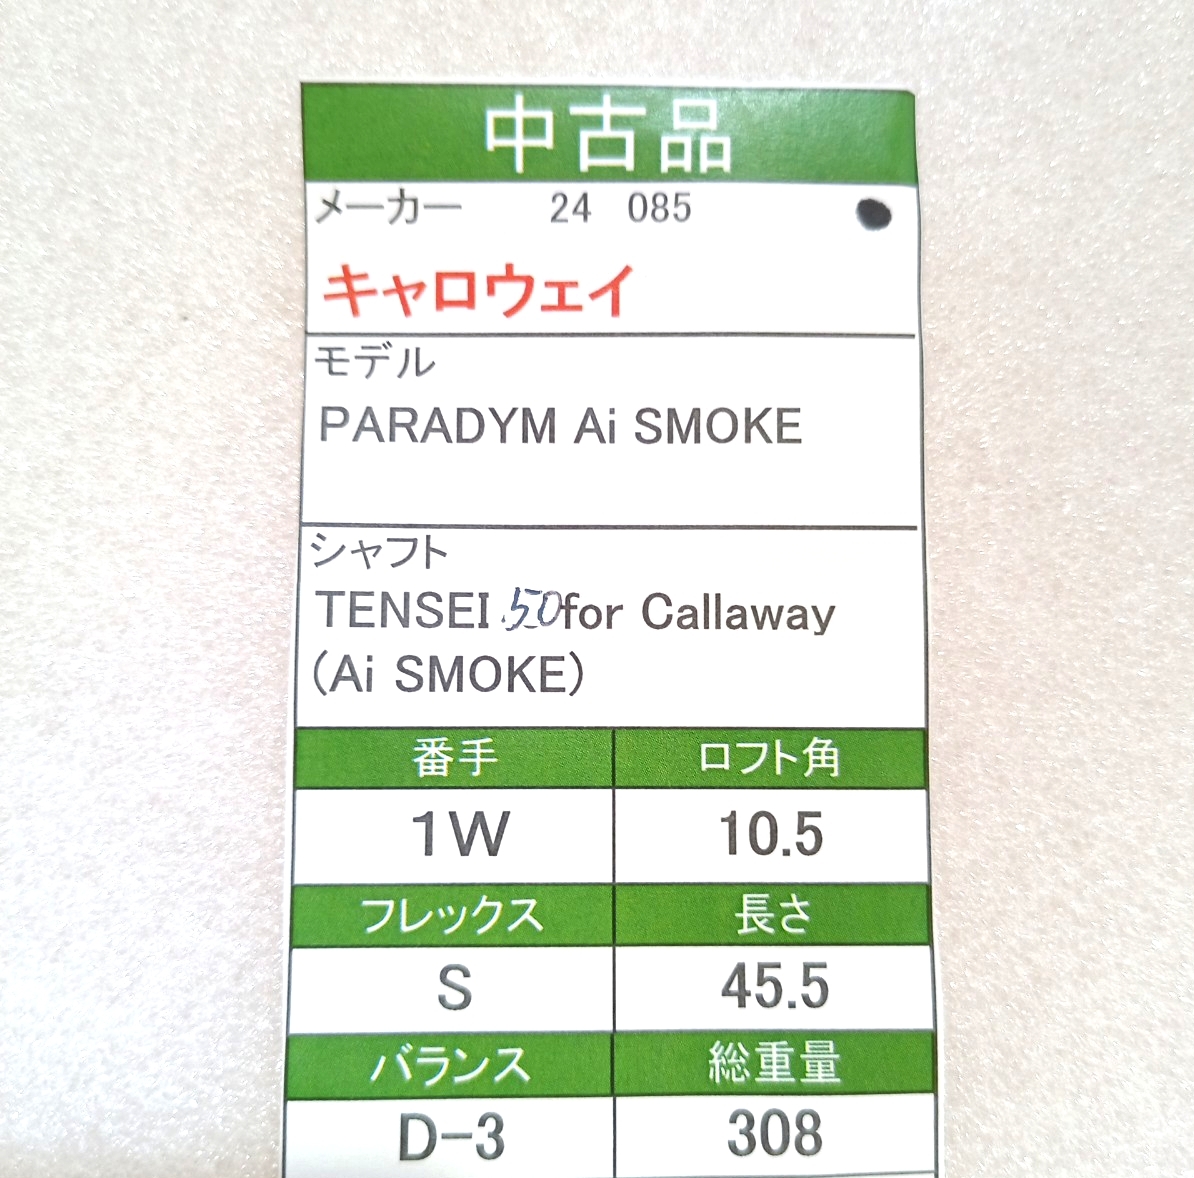 中古品
メーカー 24 085
キャロウェイ
モデル
PARADYM Ai SMOKE
シャフト
TENSEI 50for Callaway
(Ai SMOKE)
番手 ロフト角
1W 10.5
フレックス 長さ
S 45.5
バランス 総重量
D-3 308